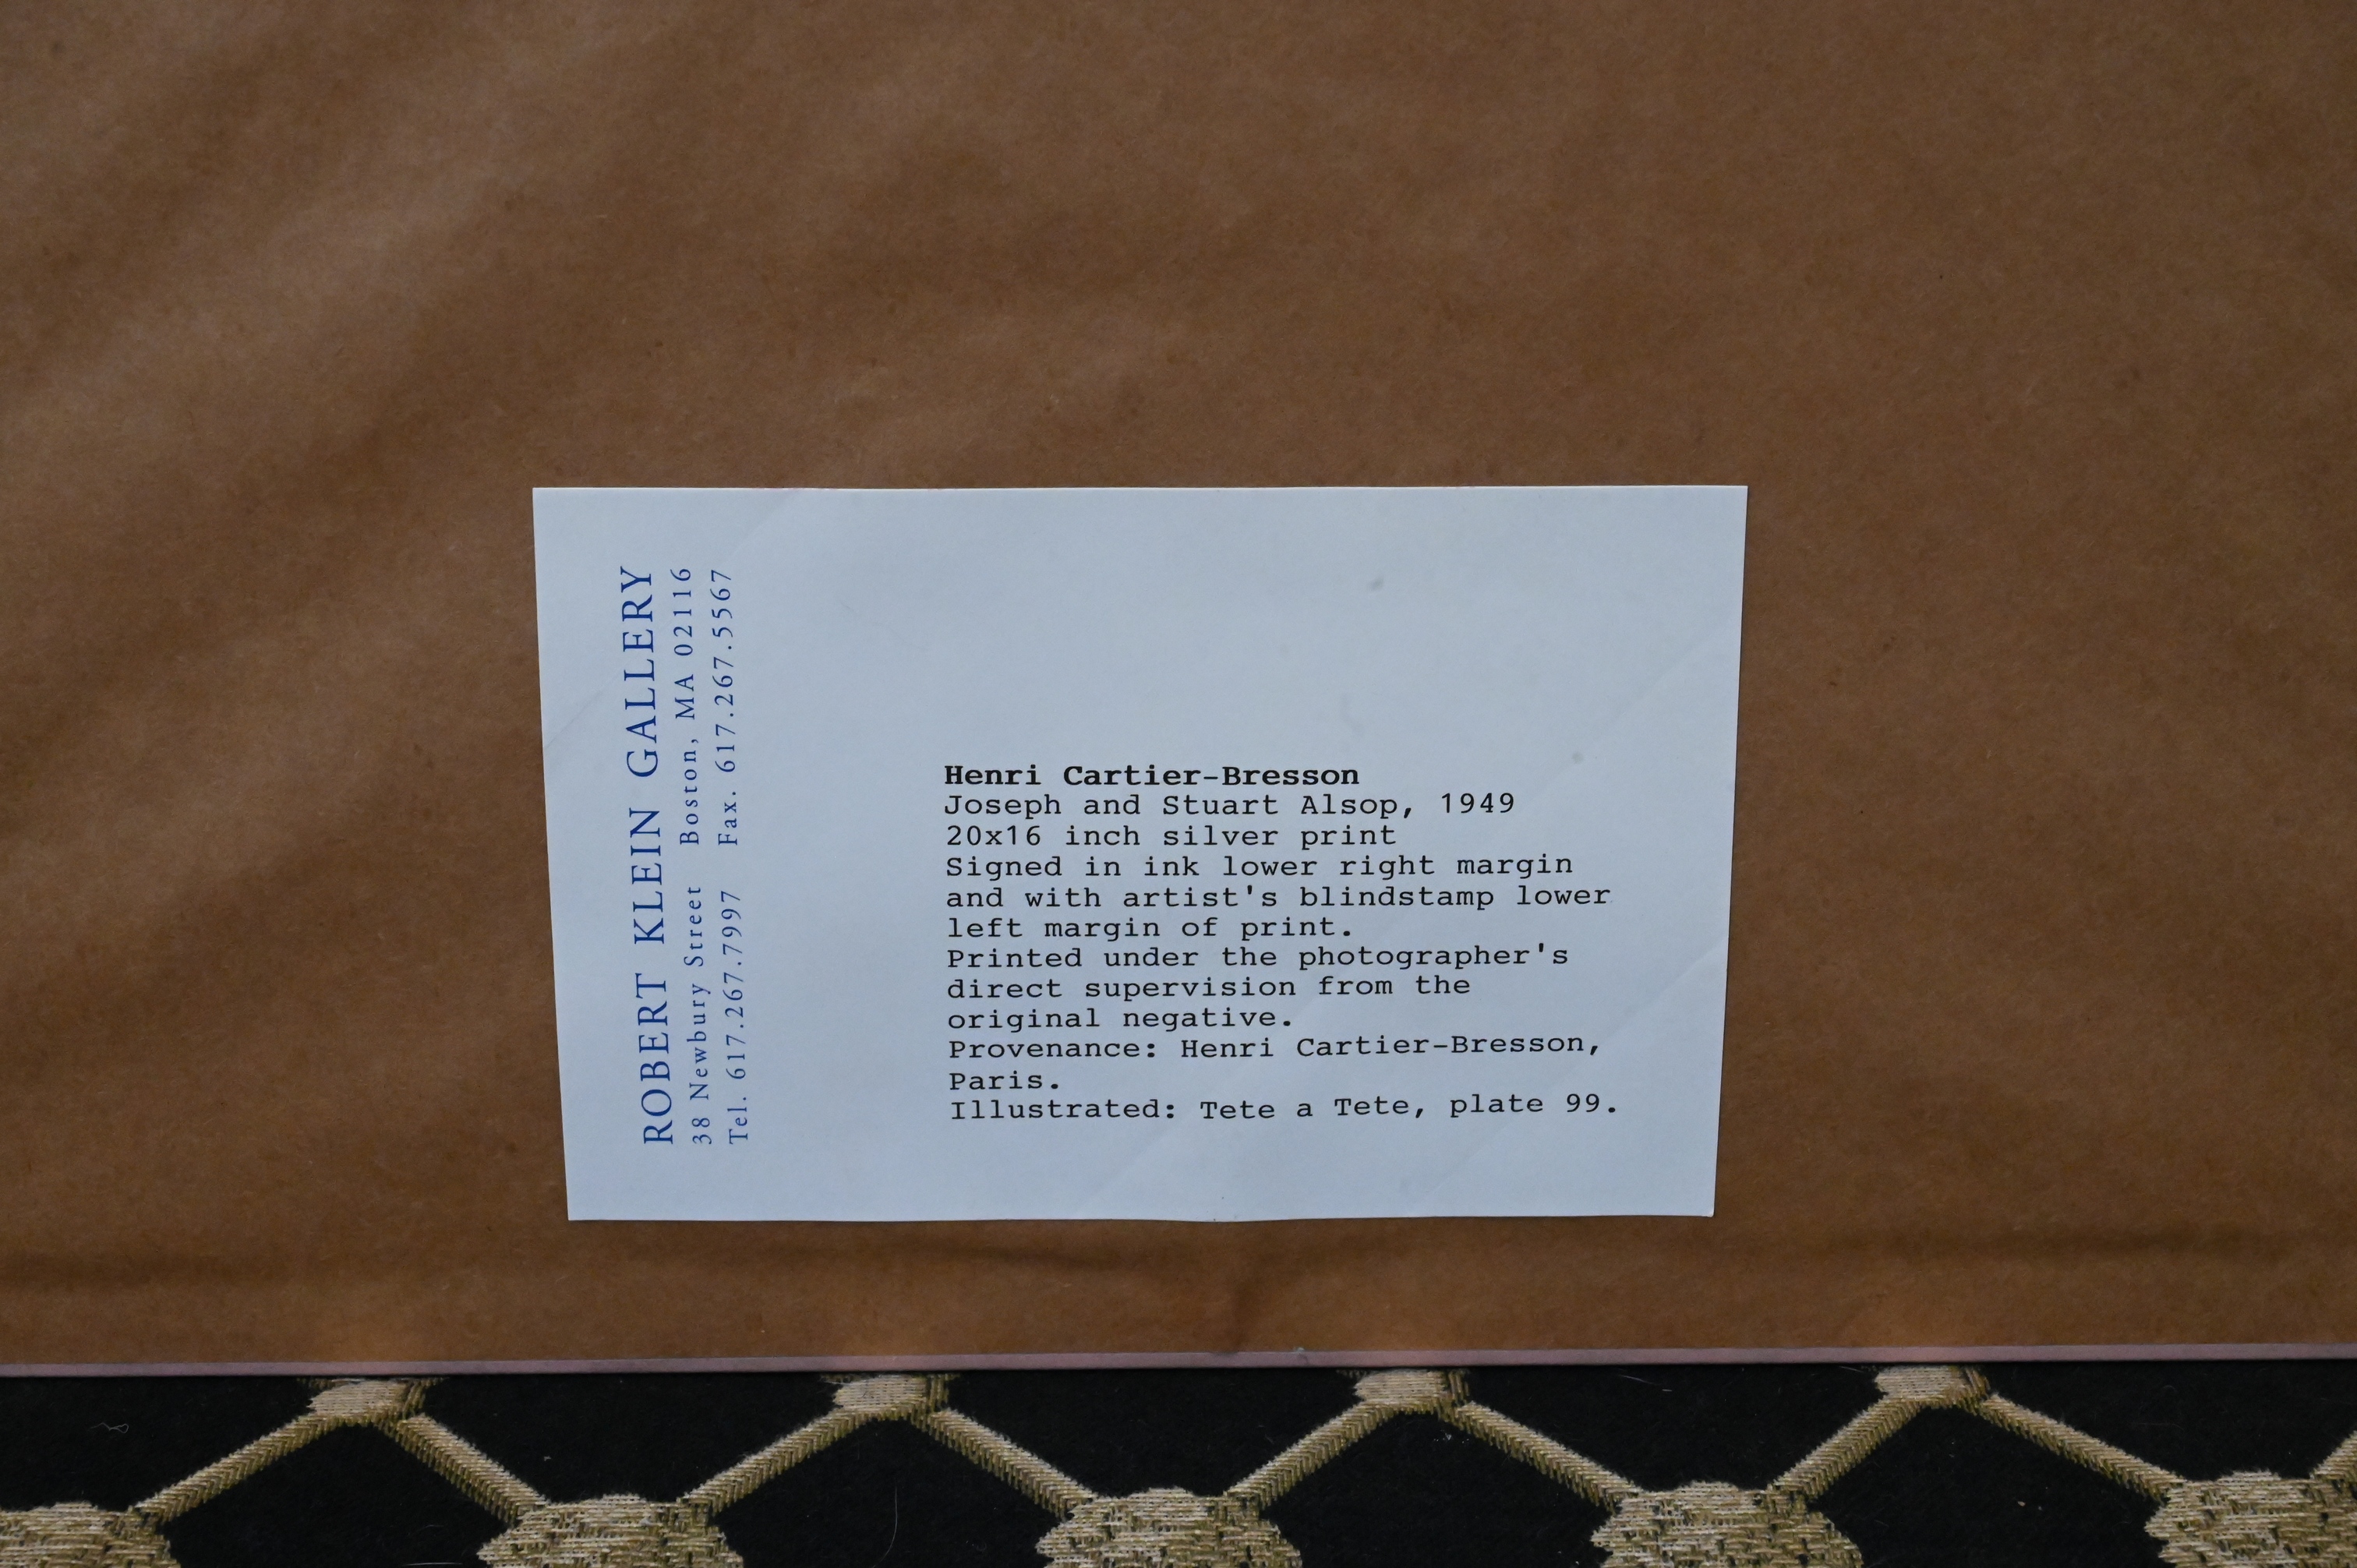 ROBERT KLEIN GALLERY
38 Newbury Street Boston, MA 02116
Tel. 617.267.7997 Fax. 617.267.5567
Henri Cartier-Bresson
Joseph and Stuart Alsop, 1949
20x16 inch silver print
Signed in ink lower right margin
and with artist's blindstamp lower
left margin of print.
Printed under the photographer's
direct supervision from the
original negative.
Provenance: Henri Cartier-Bresson,
Paris.
Illustrated: Tete a Tete, plate 99.